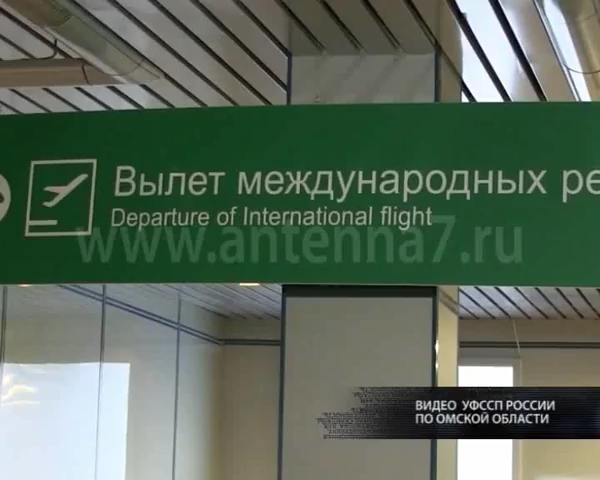 Вылет международных ре
Departure of International flight
www.antenna7.ru
ВИДЕО УФССП РОССИИ
ПО ОМСКОЙ ОБЛАСТИ